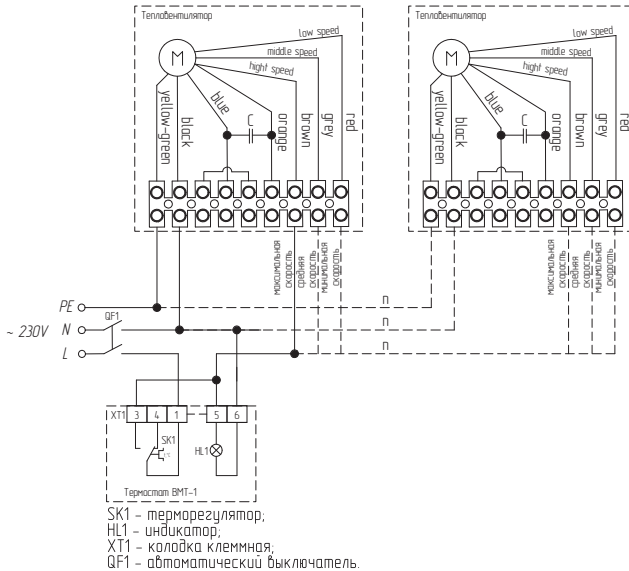 Тепловентилятор
Тепловентилятор
low speed
middle speed
hight speed
M
yellow-green
black
blue
C
orange
brown
grey
red
low speed
middle speed
hight speed
M
yellow-green
black
blue
C
orange
brown
grey
red
максимальная
скорость
средняя
скорость
минимальная
скорость
максимальная
скорость
средняя
скорость
минимальная
скорость
PE
n
QF1
~ 230V N
n
L
n
XT1 3 4 1 5 6
SK1
t°C
HL1
Термостат ВМТ-1
SK1 - терморегулятор;
HL1 - индикатор;
XT1 - колодка клеммная;
QF1 - автоматический выключатель.